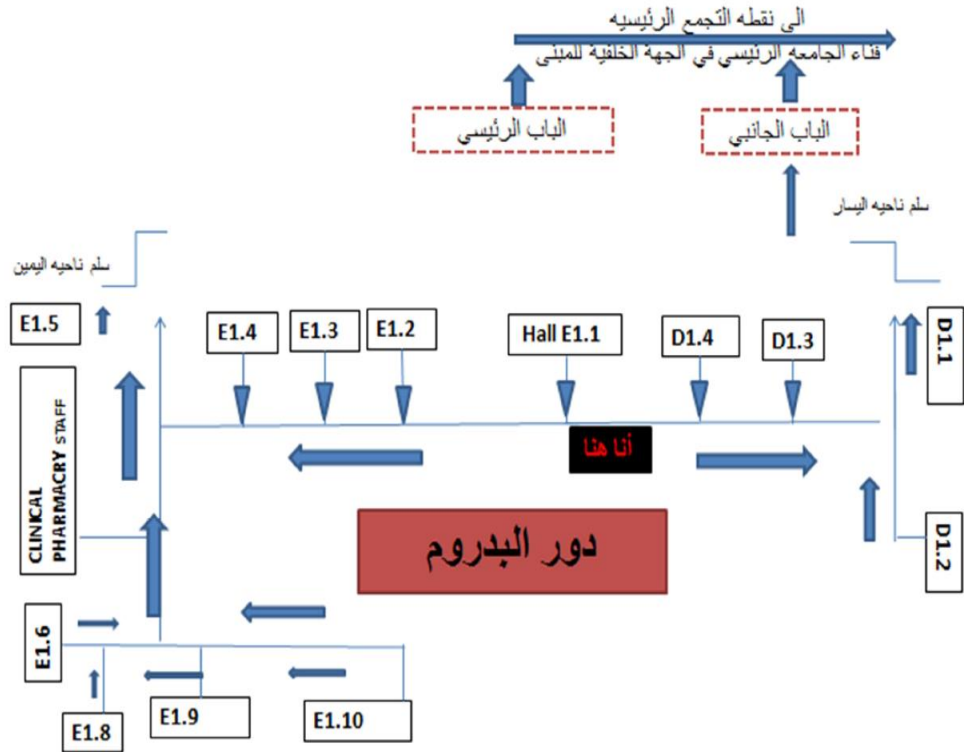 الى نقطه التجمع الرئيسيه
فناء الجامعه الرئيسي في الجهة الخلفية للمبنى
الباب الجانبي
الباب الرئيسي
سلم ناحيه اليسار
سلم ناحيه اليمين
E1.5
E1.4
E1.3
E1.2
Hall E1.1
D1.4
D1.3
D1.1
أنا هنا
CLINICAL
PHARMACRY STAFF
دور البدروم
D1.2
E1.6
E1.8
E1.9
E1.10